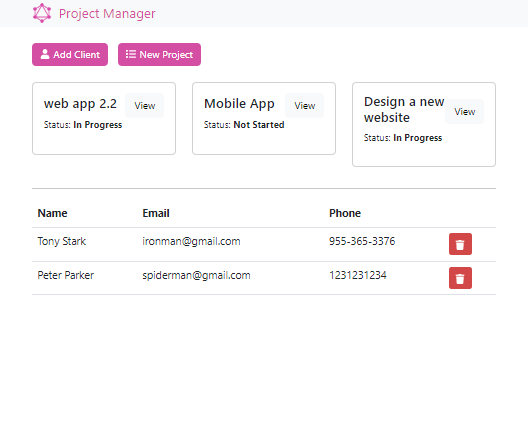 Project Manager
Add Client New Project
web app 2.2 View
Status: In Progress
Mobile App View
Status: Not Started
Design a new
website View
Status: In Progress
Name Email Phone
Tony Stark ironman@gmail.com 955-365-3376
Peter Parker spiderman@gmail.com 1231231234